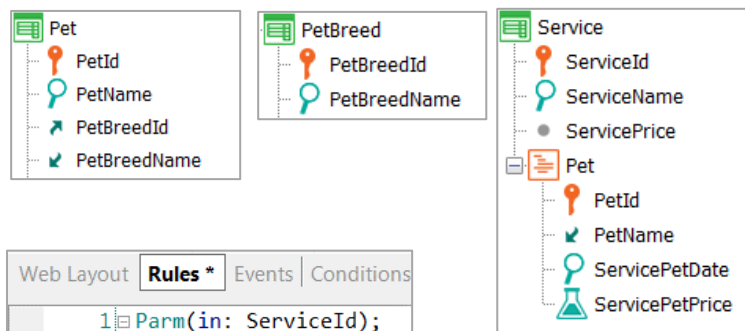 Pet
PetId
PetName
PetBreedId
PetBreedName
PetBreed
PetBreedId
PetBreedName
Service
ServiceId
ServiceName
ServicePrice
Pet
PetId
PetName
ServicePetDate
ServicePetPrice
Web Layout Rules * Events Conditions
1 Parm(in: ServiceId);